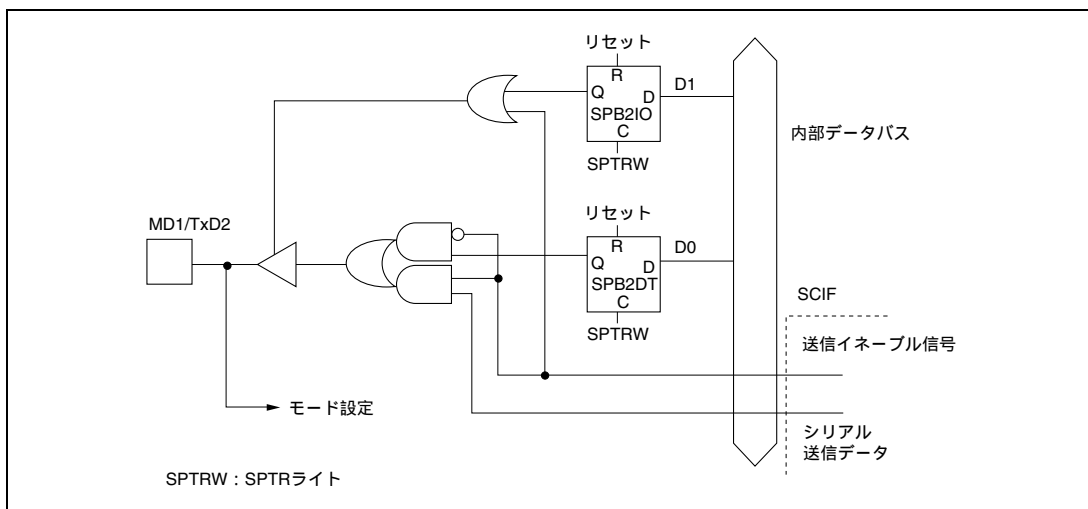 リセット
R
Q
D
D1
SPB2IO
C
SPTRW
内部データバス
MD1/TxD2
リセット
R
Q
D
D0
SPB2DT
C
SPTRW
SCIF
送信イネーブル信号
モード設定
シリアル
送信データ
SPTRW：SPTRライト